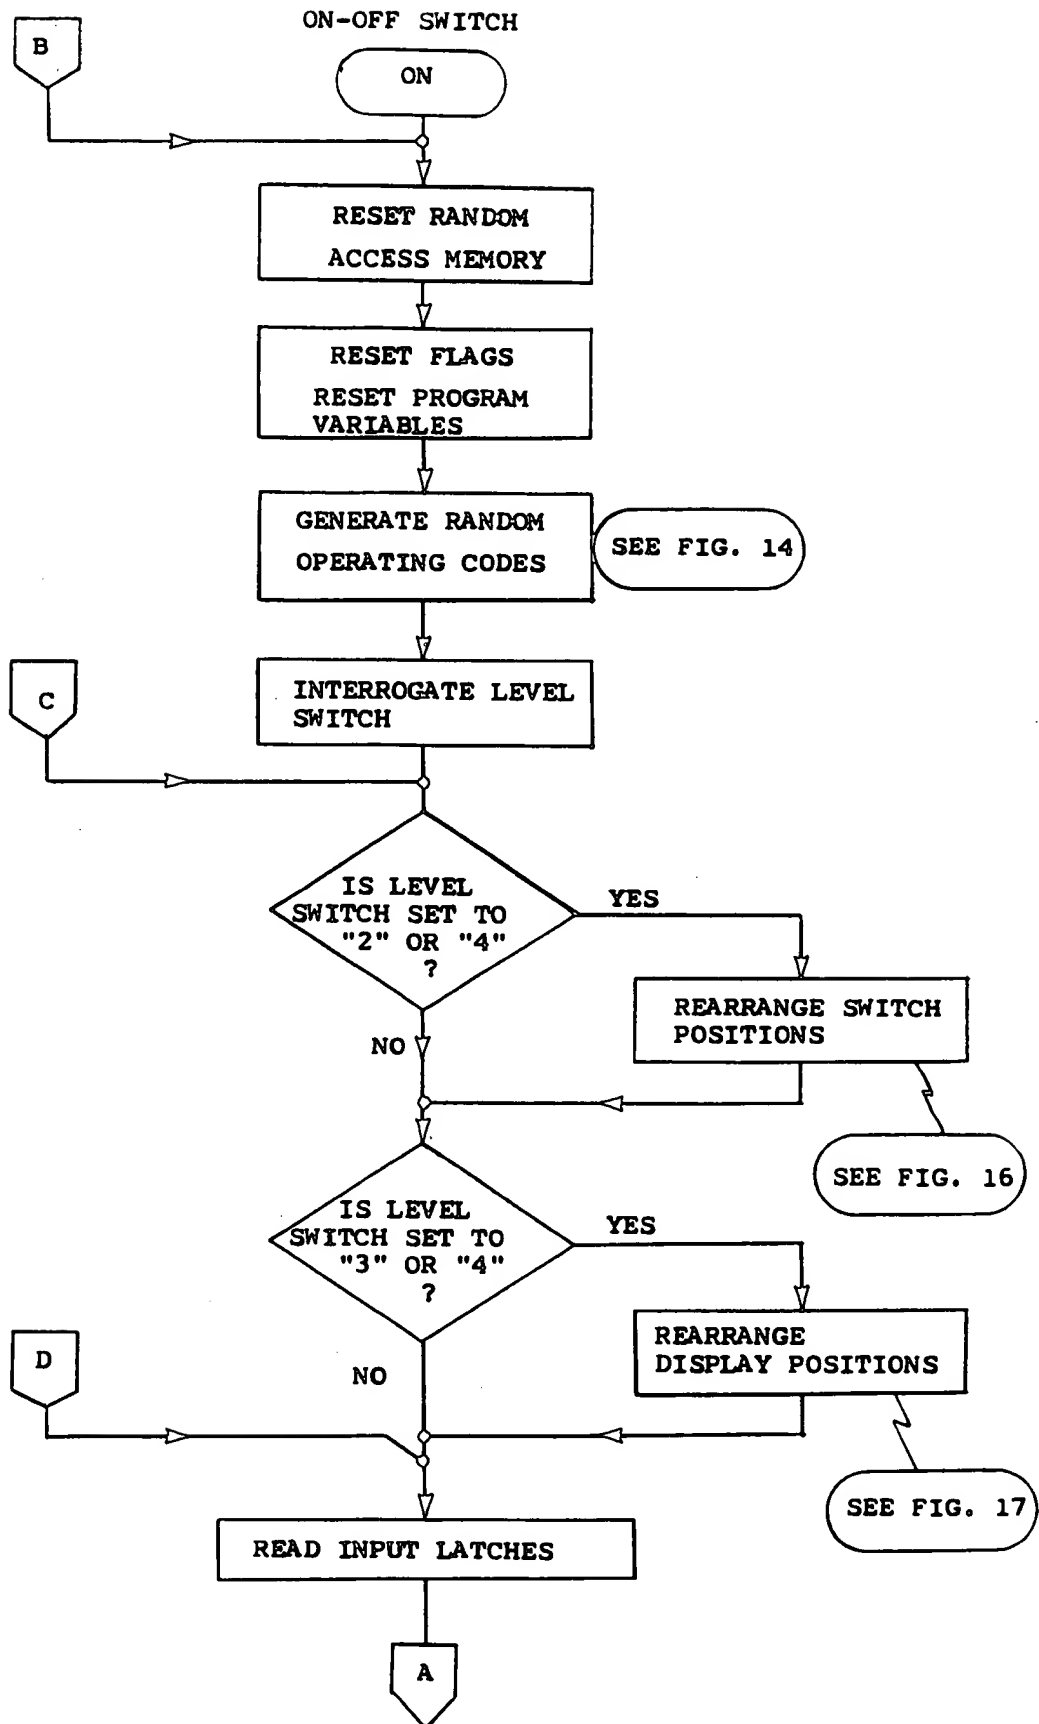 ON-OFF SWITCH
B
ON
RESET RANDOM
ACCESS MEMORY
RESET FLAGS
RESET PROGRAM
VARIABLES
GENERATE RANDOM
OPERATING CODES
SEE FIG. 14
INTERROGATE LEVEL
SWITCH
C
IS LEVEL
SWITCH SET TO
"2" OR "4"
?
YES
REARRANGE SWITCH
POSITIONS
NO
SEE FIG. 16
IS LEVEL
SWITCH SET TO
"3" OR "4"
?
YES
REARRANGE
DISPLAY POSITIONS
D
NO
SEE FIG. 17
READ INPUT LATCHES
A